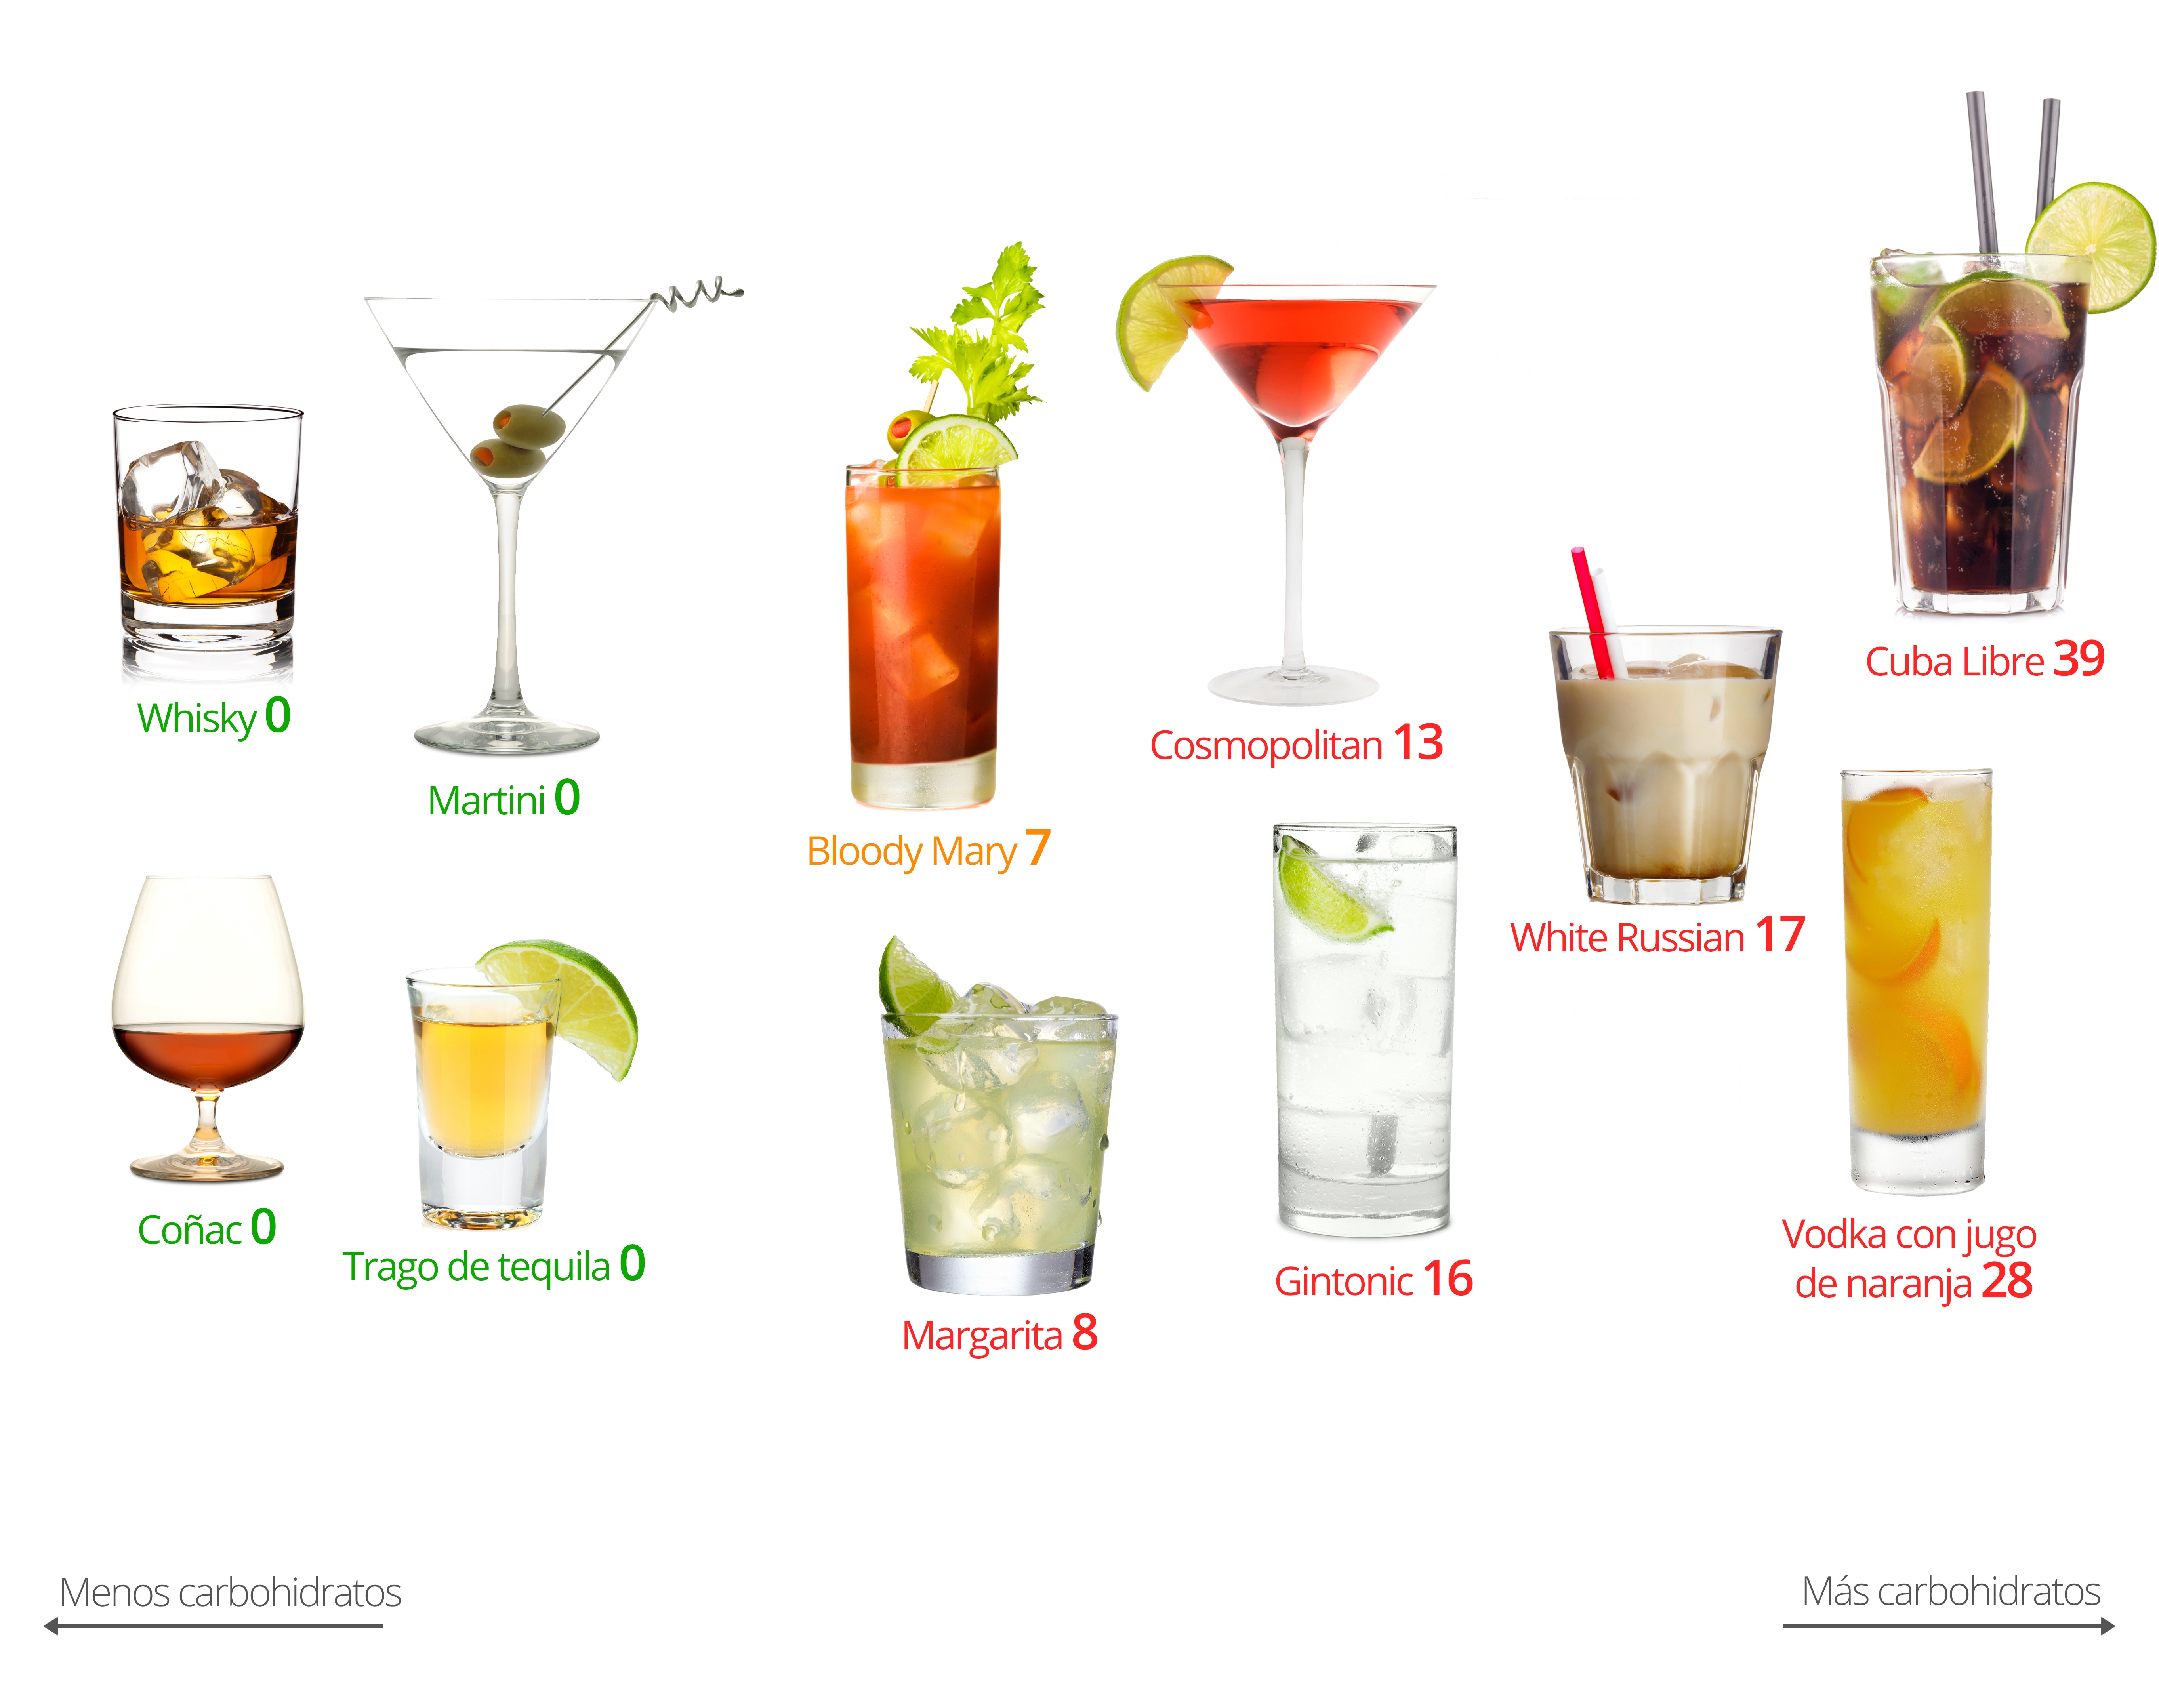 Whisky 0
Martini 0
Bloody Mary 7
Cosmopolitan 13
White Russian 17
Cuba Libre 39
Coñac 0
Trago de tequila 0
Margarita 8
Gintonic 16
Vodka con jugo
de naranja 28
Menos carbohidratos
Más carbohidratos